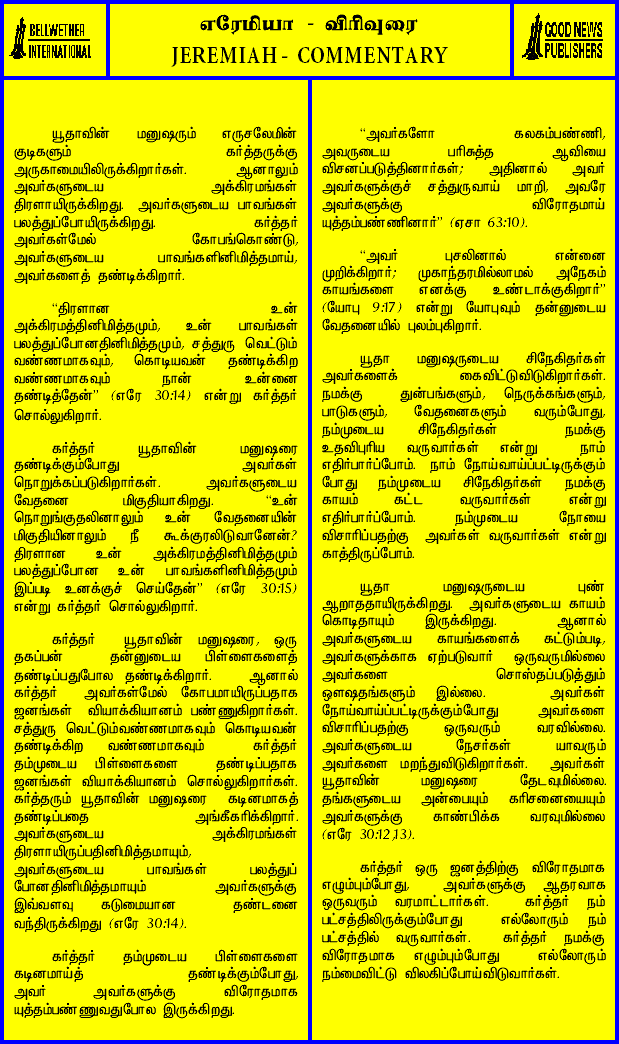 BELLWETHER
INTERNATIONAL
எரேமியா - விரிவுரை
JEREMIAH - COMMENTARY
GOOD NEWS
PUBLISHERS
யூதாவின் மனுஷரும் எருசலேமின்
குடிகளும் கர்த்தருக்கு
அருகாமையிலிருக்கிறார்கள். ஆனாலும்
அவர்களுடைய அக்கிரமங்கள்
திரளாயிருக்கிறது. அவர்களுடைய பாவங்கள்
பலத்துப்போயிருக்கிறது. கர்த்தர்
அவர்கள்மேல் கோபங்கொண்டு,
அவர்களுடைய பாவங்களினிமித்தமாய்,
அவர்களைத் தண்டிக்கிறார்.
“திரளான உன்
அக்கிரமத்தினிமித்தமும், உன் பாவங்கள்
பலத்துப்போனதினிமித்தமும், சத்துரு வெட்டும்
வண்ணமாகவும், கொடியவன் தண்டிக்கிற
வண்ணமாகவும் நான் உன்னை
தண்டித்தேன்” (எரே 30:14) என்று கர்த்தர்
சொல்லுகிறார்.
கர்த்தர் யூதாவின் மனுஷரை
தண்டிக்கும்போது அவர்கள்
நொறுக்கப்படுகிறார்கள். அவர்களுடைய
வேதனை மிகுதியாகிறது. “உன்
நொறுங்குதலினாலும் உன் வேதனையின்
மிகுதியினாலும் நீ கூக்குரலிடுவானேன்?
திரளான உன் அக்கிரமத்தினிமித்தமும்
பலத்துப்போன உன் பாவங்களினிமித்தமும்
இப்படி உனக்குச் செய்தேன்” (எரே 30:15)
என்று கர்த்தர் சொல்லுகிறார்.
கர்த்தர் யூதாவின் மனுஷரை, ஒரு
தகப்பன் தன்னுடைய பிள்ளைகளைத்
தண்டிப்பதுபோல தண்டிக்கிறார். ஆனால்
கர்த்தர் அவர்கள்மேல் கோபமாயிருப்பதாக
ஜனங்கள் வியாக்கியானம் பண்ணுகிறார்கள்.
சத்துரு வெட்டும்வண்ணமாகவும் கொடியவன்
தண்டிக்கிற வண்ணமாகவும் கர்த்தர்
தம்முடைய பிள்ளைகளை தண்டிப்பதாக
ஜனங்கள் வியாக்கியானம் சொல்லுகிறார்கள்.
கர்த்தரும் யூதாவின் மனுஷரை கடினமாகத்
தண்டிப்பதை அங்கீகரிக்கிறார்.
அவர்களுடைய அக்கிரமங்கள்
திரளாயிருப்பதினிமித்தமாயும்,
அவர்களுடைய பாவங்கள் பலத்துப்
போனதினிமித்தமாயும் அவர்களுக்கு
இவ்வளவு கடுமையான தண்டனை
வந்திருக்கிறது (எரே 30:14).
கர்த்தர் தம்முடைய பிள்ளைகளை
கடினமாய்த் தண்டிக்கும்போது,
அவர் அவர்களுக்கு விரோதமாக
யுத்தம்பண்ணுவதுபோல இருக்கிறது.
“அவர்களோ கலகம்பண்ணி,
அவருடைய பரிசுத்த ஆவியை
விசனப்படுத்தினார்கள்; அதினால் அவர்
அவர்களுக்குச் சத்துருவாய் மாறி, அவரே
அவர்களுக்கு விரோதமாய்
யுத்தம்பண்ணினார்” (ஏசா 63:10).
“அவர் புசலினால் என்னை
முறிக்கிறார்; முகாந்தரமில்லாமல் அநேகம்
காயங்களை எனக்கு உண்டாக்குகிறார்”
(யோபு 9:17) என்று யோபுவும் தன்னுடைய
வேதனையில் புலம்புகிறார்.
யூதா மனுஷருடைய சிநேகிதர்கள்
அவர்களைக் கைவிட்டுவிடுகிறார்கள்.
நமக்கு துன்பங்களும், நெருக்கங்களும்,
பாடுகளும், வேதனைகளும் வரும்போது,
நம்முடைய சிநேகிதர்கள் நமக்கு
உதவிபுரிய வருவார்கள் என்று நாம்
எதிர்பார்ப்போம். நாம் நோய்வாய்ப்பட்டிருக்கும்
போது நம்முடைய சிநேகிதர்கள் நமக்கு
காயம் கட்ட வருவார்கள் என்று
எதிர்பார்ப்போம். நம்முடைய நோயை
விசாரிப்பதற்கு அவர்கள் வருவார்கள் என்று
காத்திருப்போம்.
யூதா மனுஷருடைய புண்
ஆறாததாயிருக்கிறது. அவர்களுடைய காயம்
கொடிதாயும் இருக்கிறது. ஆனால்
அவர்களுடைய காயங்களைக் கட்டும்படி,
அவர்களுக்காக ஏற்படுவார் ஒருவருமில்லை
அவர்களை சொஸ்தப்படுத்தும்
ஔஷதங்களும் இல்லை. அவர்கள்
நோய்வாய்ப்பட்டிருக்கும்போது அவர்களை
விசாரிப்பதற்கு ஒருவரும் வரவில்லை.
அவர்களுடைய நேசர்கள் யாவரும்
அவர்களை மறந்துவிடுகிறார்கள். அவர்கள்
யூதாவின் மனுஷரை தேடவுமில்லை.
தங்களுடைய அன்பையும் கரிசனையையும்
அவர்களுக்கு காண்பிக்க வரவுமில்லை
(எரே 30:12,13).
கர்த்தர் ஒரு ஜனத்திற்கு விரோதமாக
எழும்பும்போது, அவர்களுக்கு ஆதரவாக
ஒருவரும் வரமாட்டார்கள். கர்த்தர் நம்
பட்சத்திலிருக்கும்போது எல்லோரும் நம்
பட்சத்தில் வருவார்கள். கர்த்தர் நமக்கு
விரோதமாக எழும்பும்போது எல்லோரும்
நம்மைவிட்டு விலகிப்போய்விடுவார்கள்.